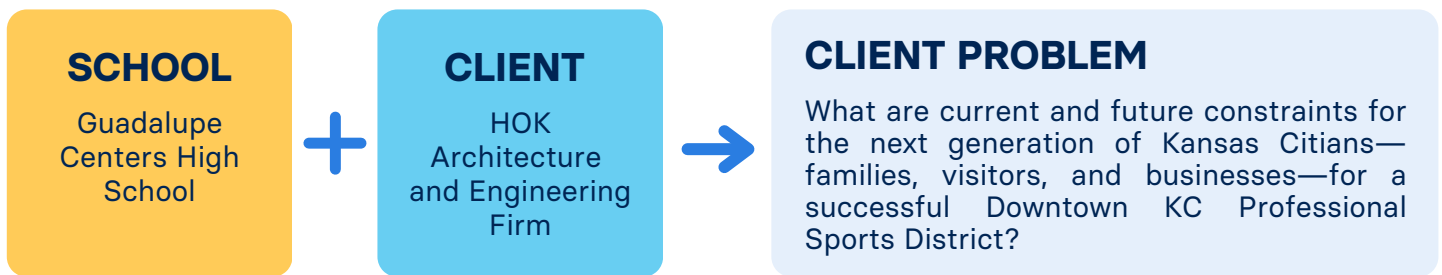 SCHOOL
Guadalupe
Centers High
School
CLIENT
HOK
Architecture
and Engineering
Firm
CLIENT PROBLEM
What are current and future constraints for
the next generation of Kansas Citians—
families, visitors, and businesses—for a
successful Downtown KC Professional
Sports District?